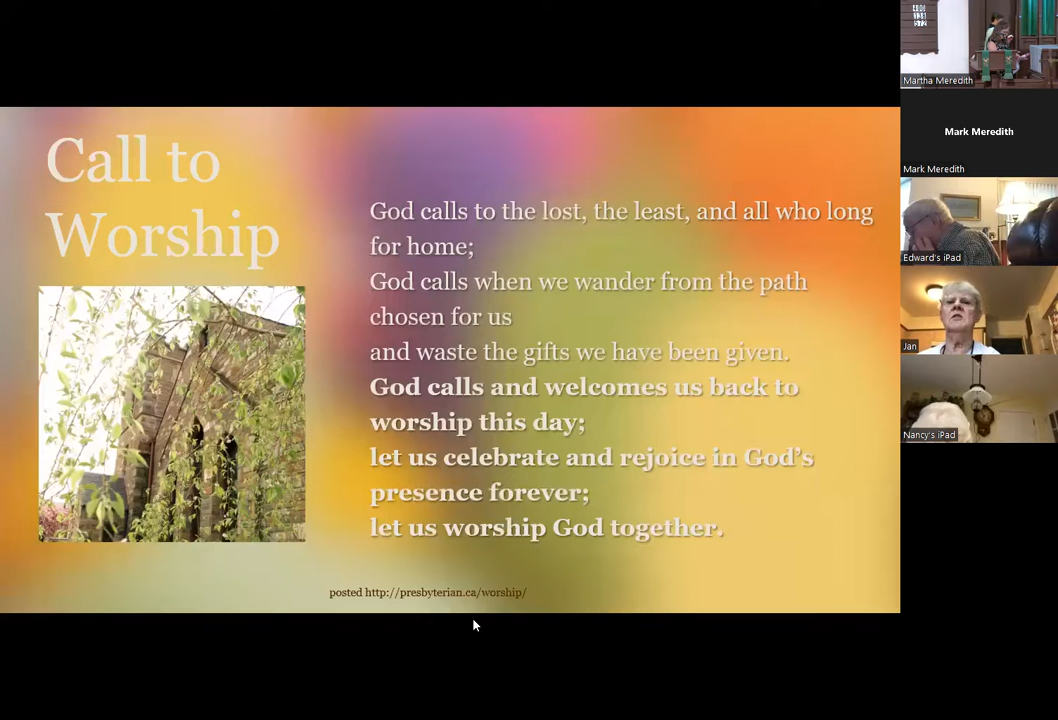 Call to
Worship
God calls to the lost, the least, and all who long
for home;
God calls when we wander from the path
chosen for us
and waste the gifts we have been given.
God calls and welcomes us back to
worship this day;
let us celebrate and rejoice in God’s
presence forever;
let us worship God together.
posted http://presbyterian.ca/worship/
Martha Meredith
Mark Meredith
Mark Meredith
Edward's iPad
Jan
Nancy's iPad